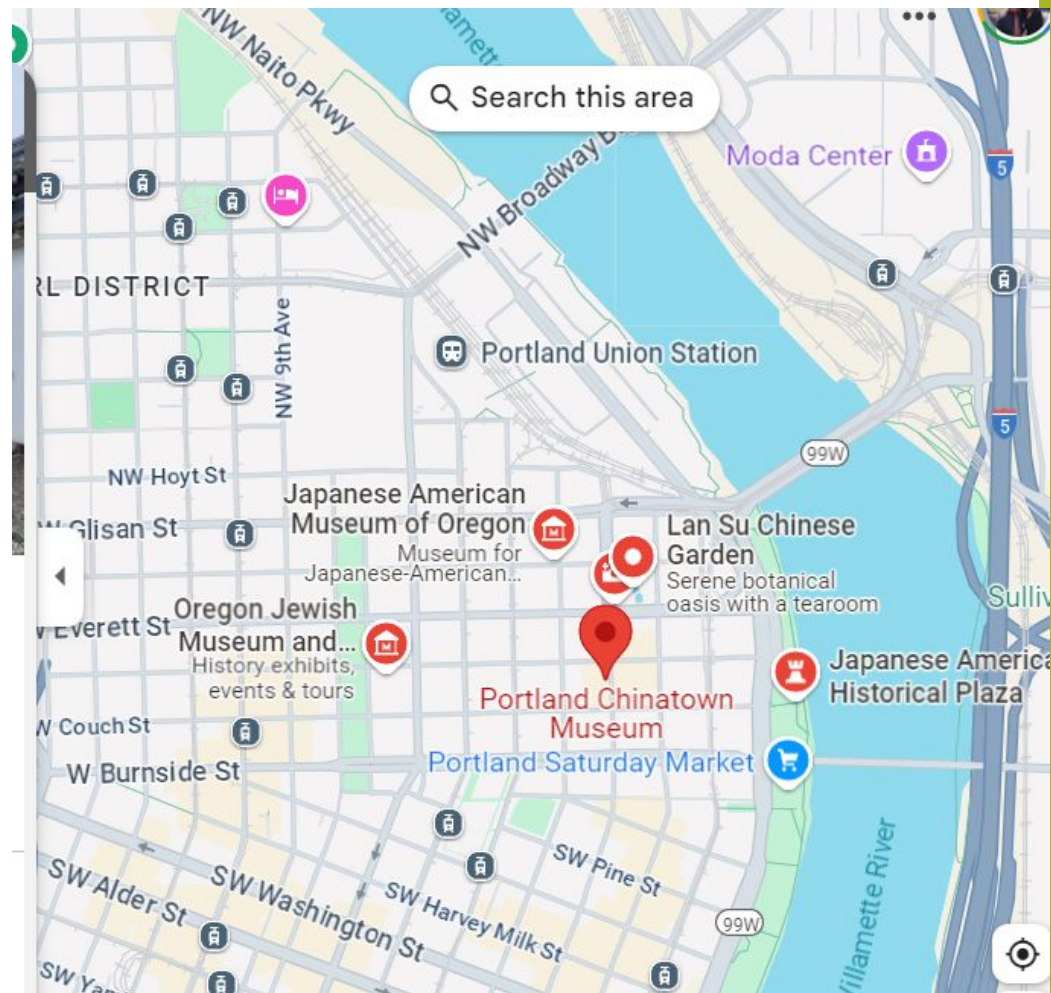 NW Naito Pkwy
Search this area
NW Broadway
Moda Center
5
RL DISTRICT
NW 9th Ave
Portland Union Station
5
99W
NW Hoyt St
Glisan St
Japanese American
Museum of Oregon
Museum for
Japanese-American...
Lan Su Chinese
Garden
Serene botanical
oasis with a tearoom
Sulliv
Everett St
Oregon Jewish
Museum and...
History exhibits,
events & tours
Japanese America
Historical Plaza
Portland Chinatown
Museum
W Couch St
Portland Saturday Market
W Burnside St
SW Pine St
SW Alder St
SW Washington St
SW Harvey Milk St
99W
Willamette River